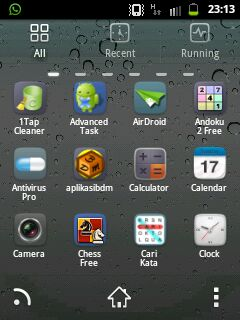 23:13
All
Recent
Running
1Tap
Cleaner
Advanced
Task
AirDroid
Andoku
2 Free
Antivirus
Pro
aplikasibdm
Calculator
Calendar
17
Camera
Chess
Free
Cari
Kata
Clock